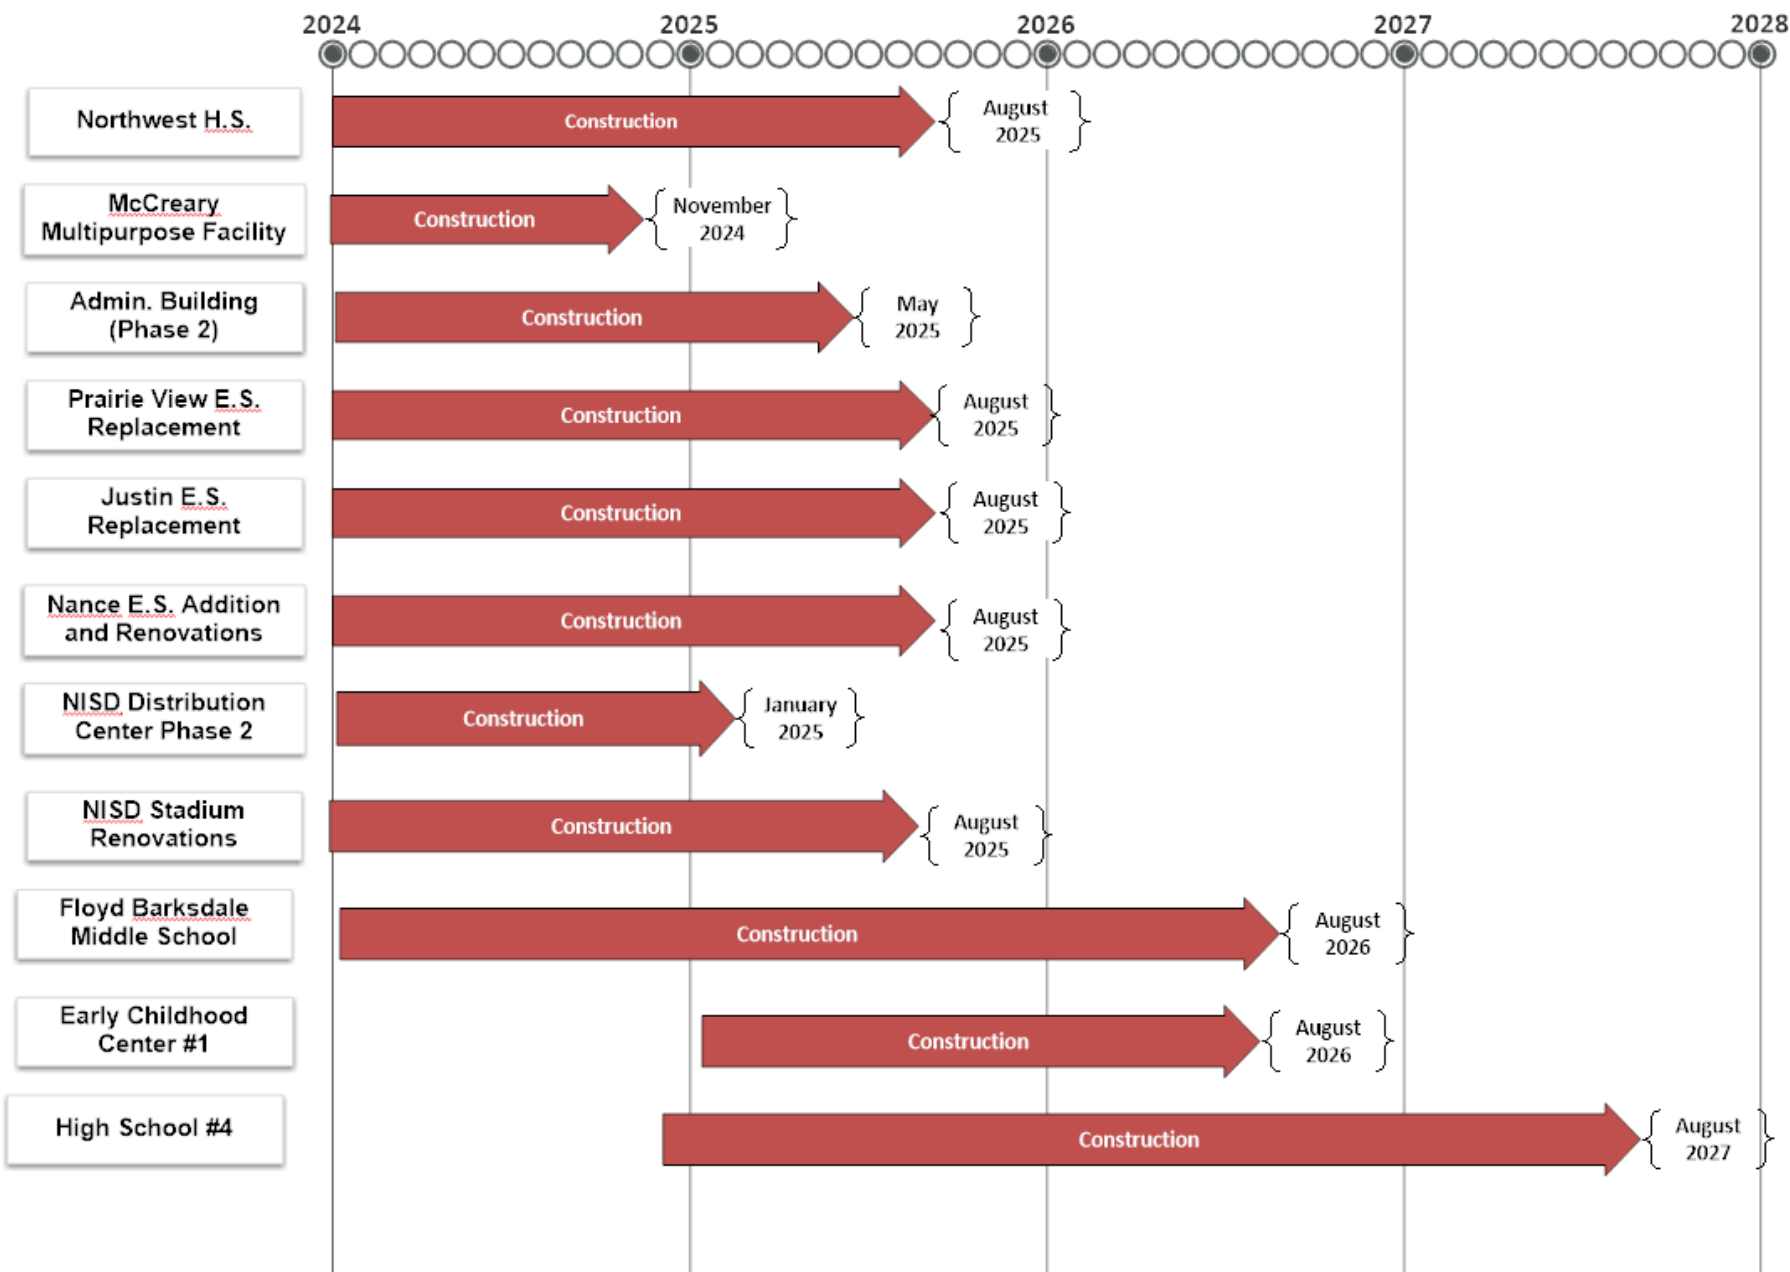 2024 2025 2026 2027 2028
Northwest H.S.
Construction
August
2025
McCreary
Multipurpose Facility
Construction
November
2024
Admin. Building
(Phase 2)
Construction
May
2025
Prairie View E.S.
Replacement
Construction
August
2025
Justin E.S.
Replacement
Construction
August
2025
Nance E.S. Addition
and Renovations
Construction
August
2025
NISD Distribution
Center Phase 2
Construction
January
2025
NISD Stadium
Renovations
Construction
August
2025
Floyd Barksdale
Middle School
Construction
August
2026
Early Childhood
Center #1
Construction
August
2026
High School #4
Construction
August
2027